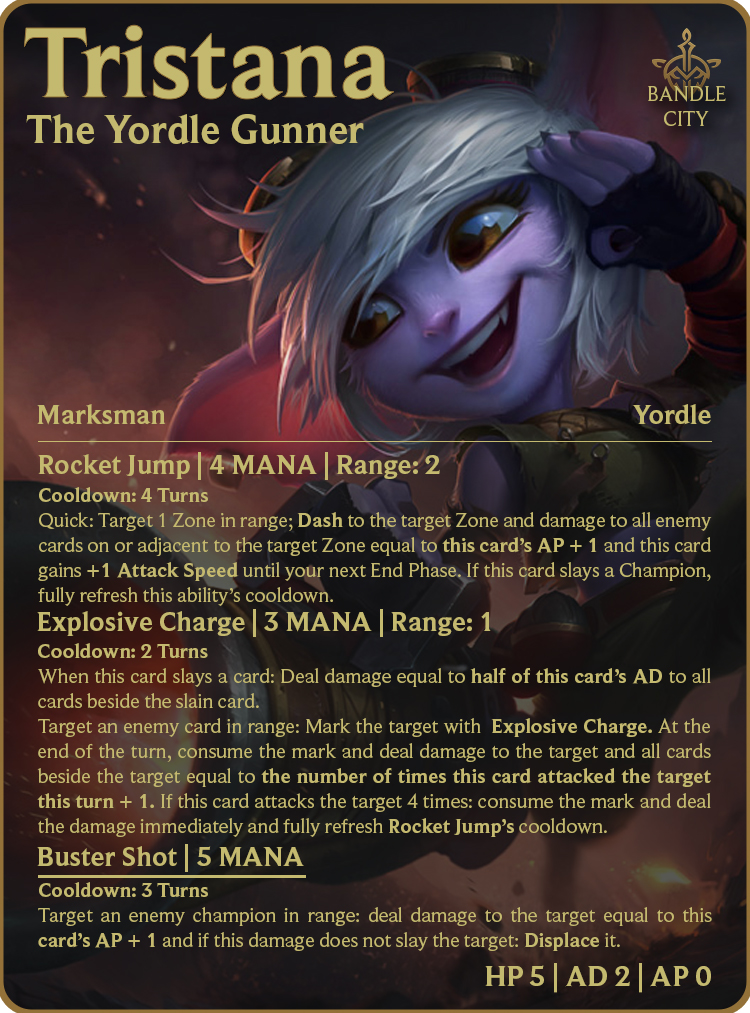 Tristana
The Yordle Gunner
BANDLE
CITY
Marksman
Yordle
Rocket Jump | 4 MANA | Range: 2
Cooldown: 4 Turns
Quick: Target 1 Zone in range; Dash to the target Zone and damage to all enemy
cards on or adjacent to the target Zone equal to this card's AP + 1 and this card
gains +1 Attack Speed until your next End Phase. If this card slays a Champion,
fully refresh this ability's cooldown.
Explosive Charge | 3 MANA | Range: 1
Cooldown: 2 Turns
When this card slays a card: Deal damage equal to half of this card's AD to all
cards beside the slain card.
Target an enemy card in range: Mark the target with Explosive Charge. At the
end of the turn, consume the mark and deal damage to the target and all cards
beside the target equal to the number of times this card attacked the target
this turn + 1. If this card attacks the target 4 times: consume the mark and deal
the damage immediately and fully refresh Rocket Jump's cooldown.
Buster Shot | 5 MANA
Cooldown: 3 Turns
Target an enemy champion in range: deal damage to the target equal to this
card's AP + 1 and if this damage does not slay the target: Displace it.
HP 5 | AD 2 | AP 0